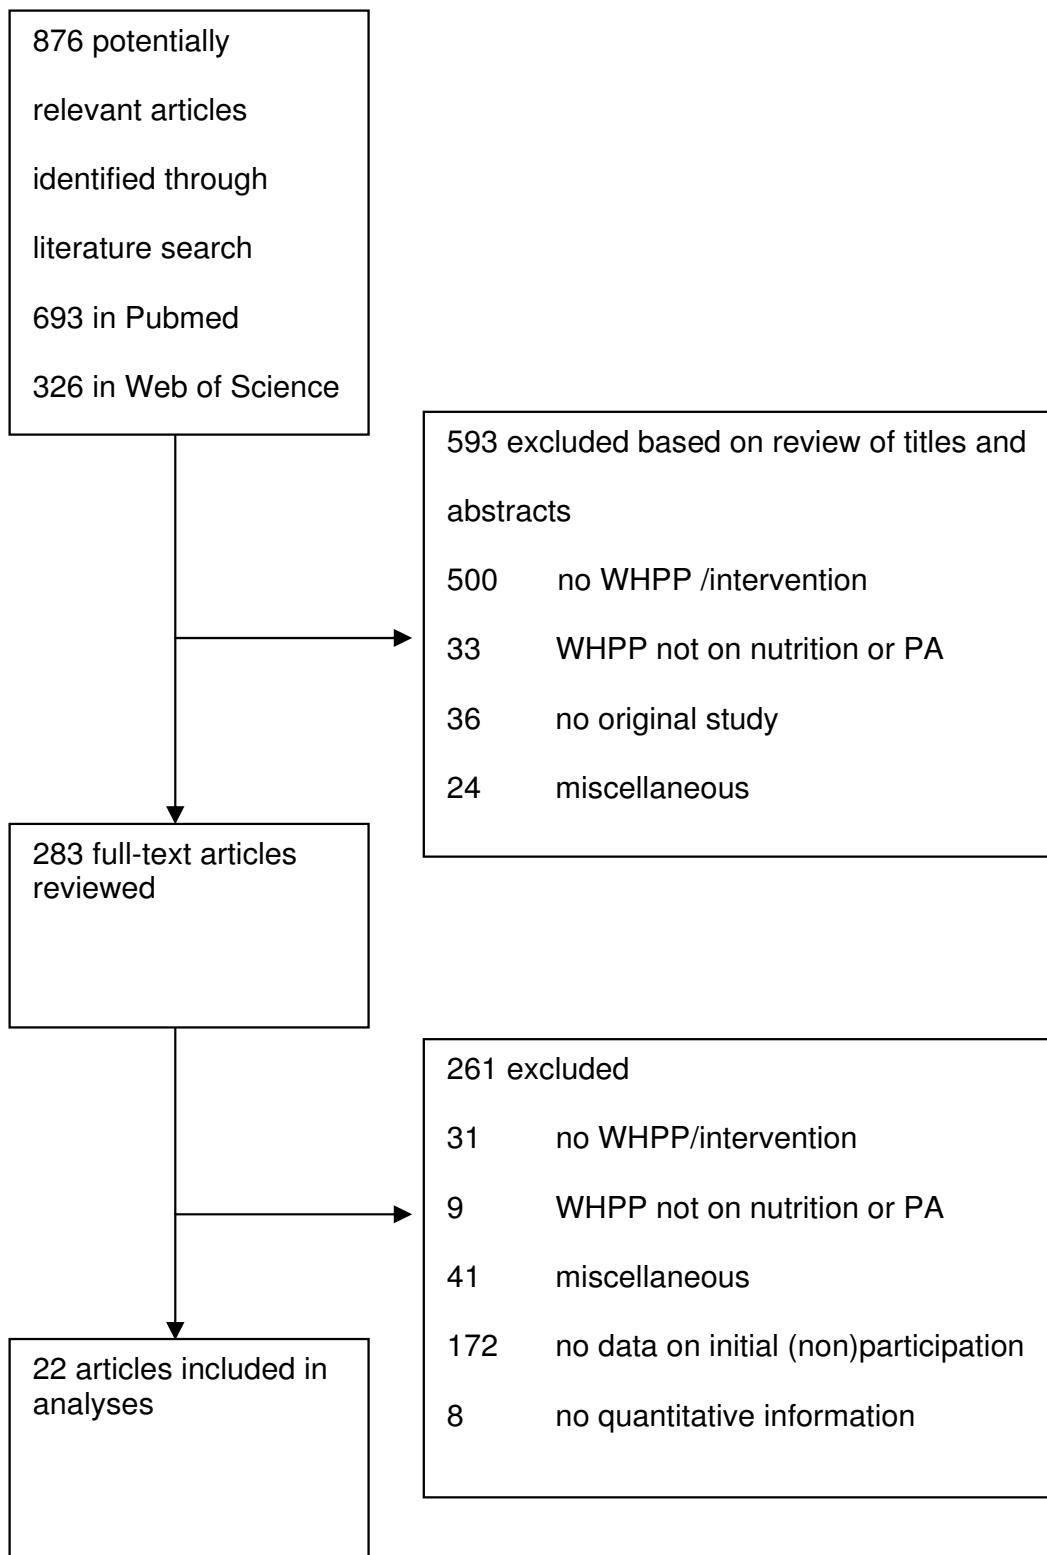 876 potentially
relevant articles
identified through
literature search
693 in Pubmed
326 in Web of Science
593 excluded based on review of titles and
abstracts
500 no WHPP /intervention
33 WHPP not on nutrition or PA
36 no original study
24 miscellaneous
283 full-text articles
reviewed
261 excluded
31 no WHPP/intervention
9 WHPP not on nutrition or PA
41 miscellaneous
172 no data on initial (non)participation
8 no quantitative information
22 articles included in
analyses